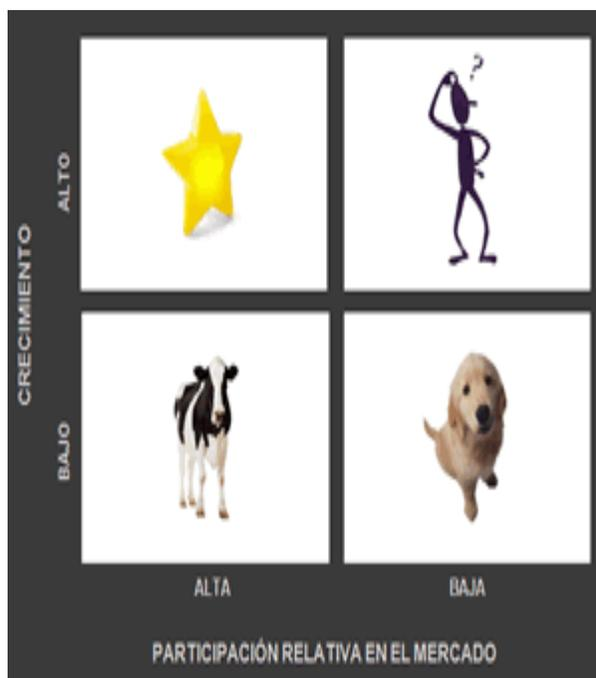 ?
CRECIMIENTO
ALTO
BAJO
ALTA
BAJA
PARTICIPACIÓN RELATIVA EN EL MERCADO